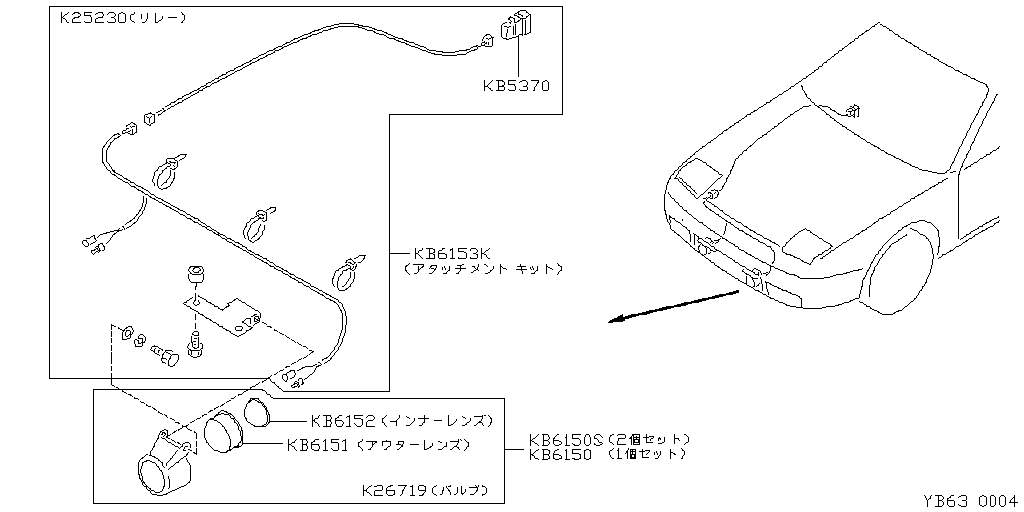 K25230(リレー)
KB5370
KB6153K
(アタッチメント キット)
KB6152(インナーレンズ)
KB6151 (アウターレンズ)
KB6150S(2個セット)
KB6150 (1個セット)
K26719(バルブ)
YB63 0004